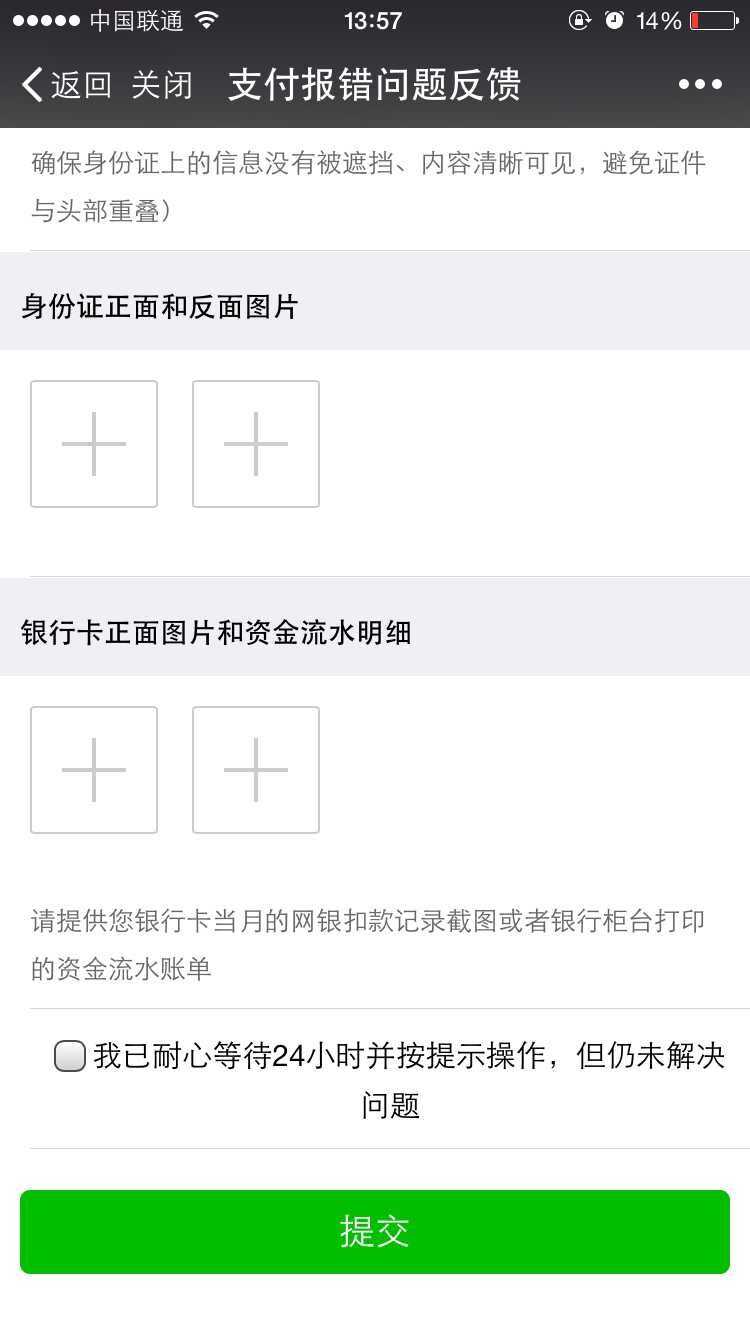 中国联通 13:57 14%
返回 关闭 支付报错问题反馈
确保身份证上的信息没有被遮挡、内容清晰可见，避免证件
与头部重叠）
身份证正面和反面图片
银行卡正面图片和资金流水明细
请提供您银行卡当月的网银扣款记录截图或者银行柜台打印
的资金流水账单
我已耐心等待24小时并按提示操作，但仍未解决
问题
提交